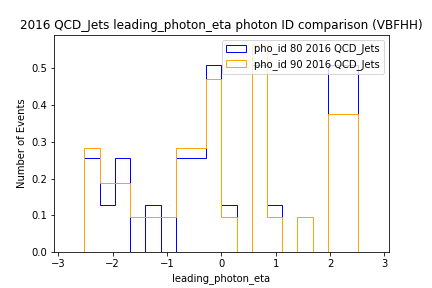 2016 QCD_Jets leading_photon_eta photon ID comparison (VBFHH)
pho_id 80 2016 QCD_Jets
pho_id 90 2016 QCD_Jets
Number of Events
0.5
0.4
0.3
0.2
0.1
0.0
−3 −2 −1 0 1 2 3
leading_photon_eta